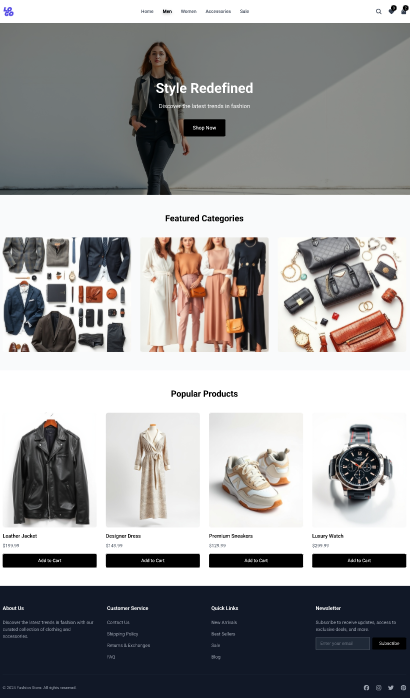 LOGO
Home Men Women Accessories Sale
Style Redefined
Discover the latest trends in fashion
Shop Now
Featured Categories
Popular Products
Leather Jacket
$199.99
Add to Cart
Designer Dress
$149.99
Add to Cart
Premium Sneakers
$129.99
Add to Cart
Luxury Watch
$299.99
Add to Cart
About Us
Discover the latest trends in fashion with our
curated collection of clothing and
accessories.
Customer Service
Contact Us
Shipping Policy
Returns & Exchanges
FAQ
Quick Links
New Arrivals
Best Sellers
Sale
Blog
Newsletter
Subscribe to receive updates, access to
exclusive deals, and more.
Enter your email
Subscribe
Fashion Store. All rights reserved.